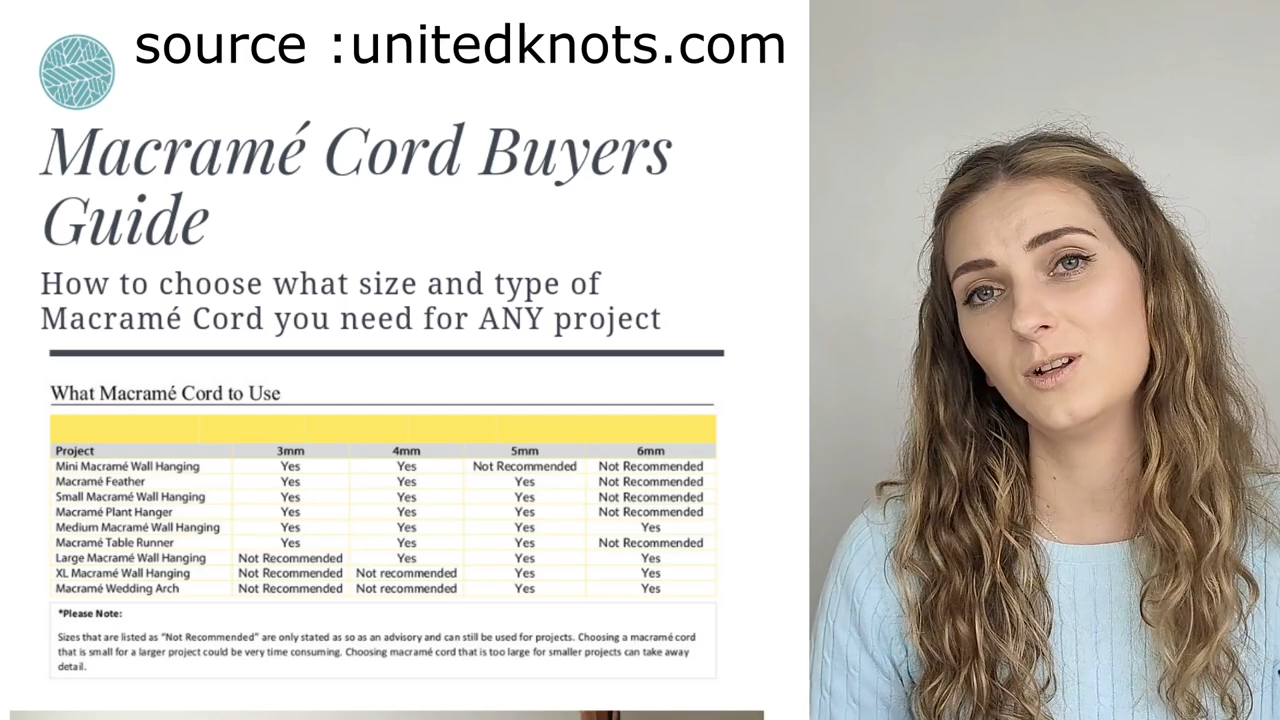 source :unitedknots.com
Macramé Cord Buyers
Guide
How to choose what size and type of
Macramé Cord you need for ANY project
What Macramé Cord to Use
Project 3mm 4mm 5mm 6mm
Mini Macramé Wall Hanging Yes Yes Not Recommended Not Recommended
Macramé Feather Yes Yes Yes Not Recommended
Small Macramé Wall Hanging Yes Yes Yes Not Recommended
Macramé Plant Hanger Yes Yes Yes Not Recommended
Medium Macramé Wall Hanging Yes Yes Yes Yes
Macramé Table Runner Yes Yes Yes Not Recommended
Large Macramé Wall Hanging Not Recommended Yes Yes Yes
XL Macramé Wall Hanging Not Recommended Not recommended Yes Yes
Macramé Wedding Arch Not Recommended Not recommended Yes Yes
*Please Note:
Sizes that are listed as "Not Recommended" are only stated as so as an advisory and can still be used for projects. Choosing a macramé cord
that is small for a larger project could be very time consuming. Choosing macramé cord that is too large for smaller projects can take away
detail.